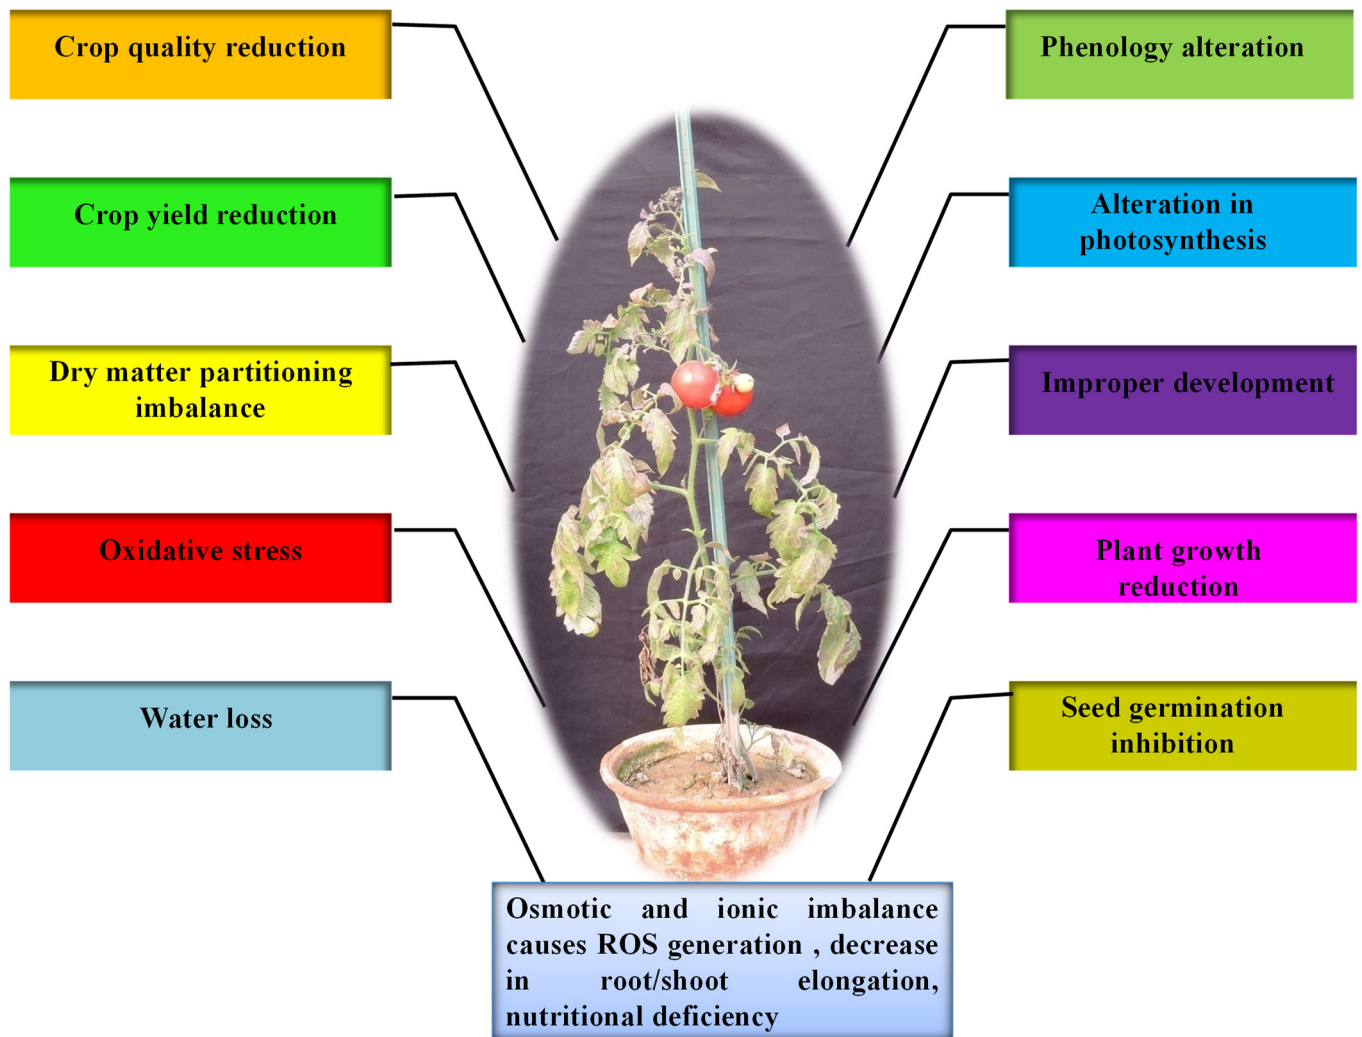 Crop quality reduction
Phenology alteration
Crop yield reduction
Alteration in
photosynthesis
Dry matter partitioning
imbalance
Improper development
Oxidative stress
Plant growth
reduction
Water loss
Seed germination
inhibition
Osmotic and ionic imbalance
causes ROS generation , decrease
in root/shoot elongation,
nutritional deficiency